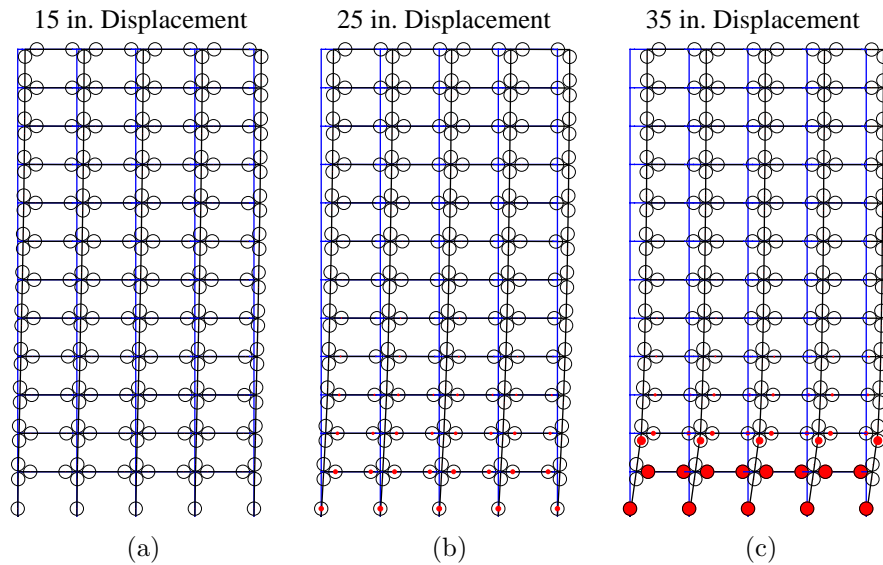 15 in. Displacement
25 in. Displacement
35 in. Displacement
(a)
(b)
(c)